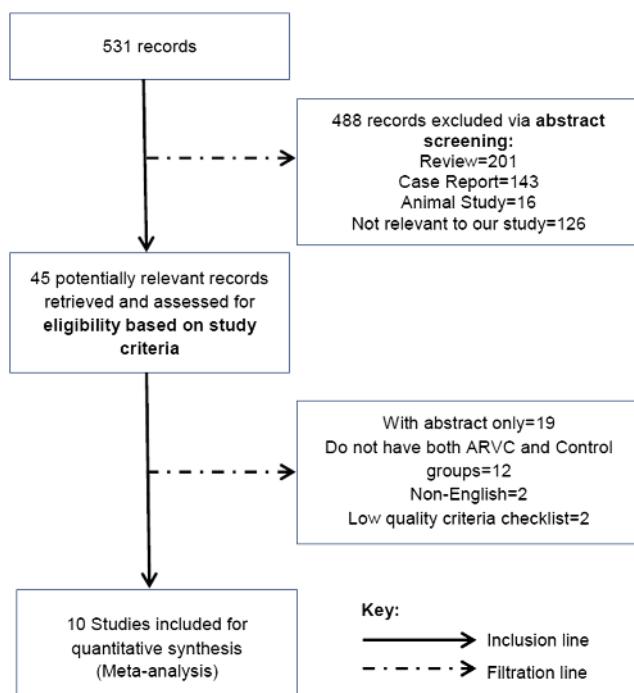 531 records
488 records excluded via abstract
screening:
Review=201
Case Report=143
Animal Study=16
Not relevant to our study=126
45 potentially relevant records
retrieved and assessed for
eligibility based on study
criteria
With abstract only=19
Do not have both ARVC and Control
groups=12
Non-English=2
Low quality criteria checklist=2
10 Studies included for
quantitative synthesis
(Meta-analysis)
Key:
Inclusion line
Filtration line